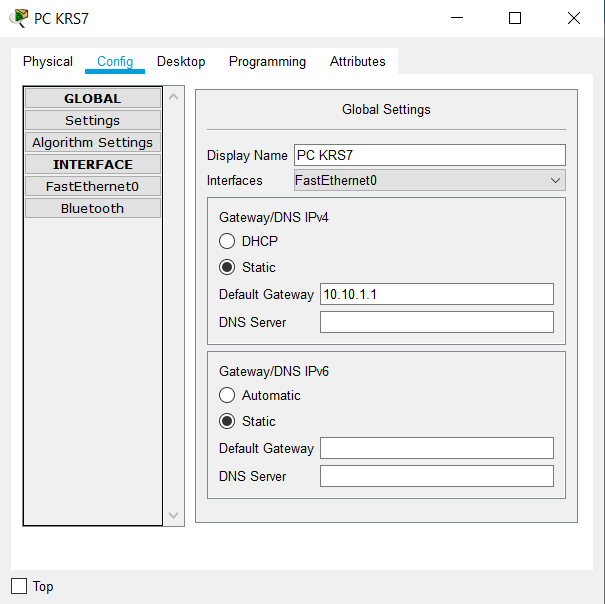 PC KRS7
Physical Config Desktop Programming Attributes
GLOBAL
Settings
Algorithm Settings
INTERFACE
FastEthernet0
Bluetooth
Global Settings
Display Name PC KRS7
Interfaces FastEthernet0
Gateway/DNS IPv4
DHCP
Static
Default Gateway 10.10.1.1
DNS Server
Gateway/DNS IPv6
Automatic
Static
Default Gateway
DNS Server
Top